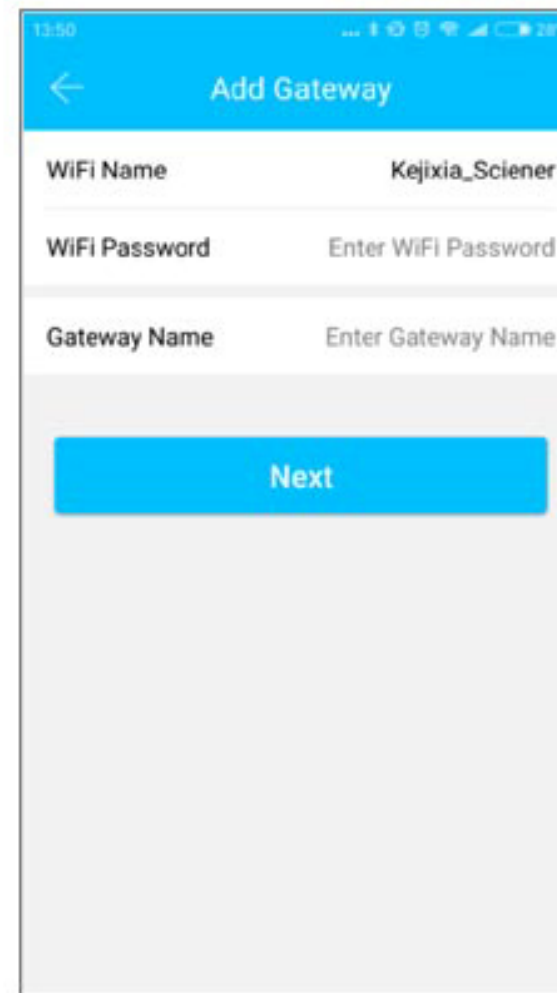 13:50
Add Gateway
WiFi Name Kejixia_Sciener
WiFi Password Enter WiFi Password
Gateway Name Enter Gateway Name
Next